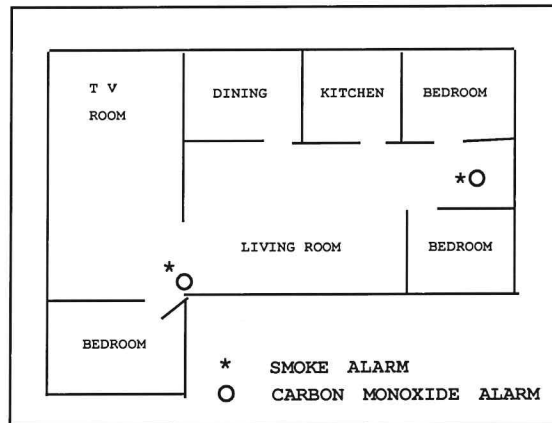 T V
ROOM
DINING
KITCHEN
BEDROOM
*
LIVING ROOM
BEDROOM
*
BEDROOM
* SMOKE ALARM
O CARBON MONOXIDE ALARM